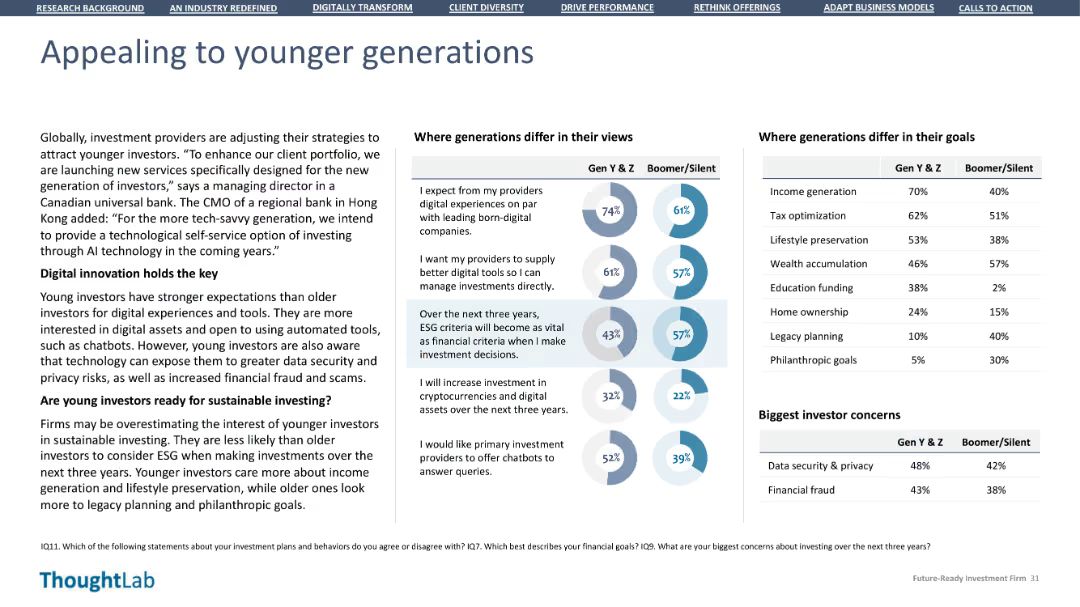 RESEARCH BACKGROUND AN INDUSTRY REDEFINED DIGITALLY TRANSFORM CLIENT DIVERSITY DRIVE PERFORMANCE RETHINK OFFERINGS ADAPT BUSINESS MODELS CALLS TO ACTION
Appealing to younger generations
Globally, investment providers are adjusting their strategies to
attract younger investors. “To enhance our client portfolio, we
are launching new services specifically designed for the new
generation of investors,” says a managing director in a
Canadian universal bank. The CMO of a regional bank in Hong
Kong added: “For the more tech-savvy generation, we intend
to provide a technological self-service option of investing
through AI technology in the coming years.”
Digital innovation holds the key
Young investors have stronger expectations than older
investors for digital experiences and tools. They are more
interested in digital assets and open to using automated tools,
such as chatbots. However, young investors are also aware
that technology can expose them to greater data security and
privacy risks, as well as increased financial fraud and scams.
Are young investors ready for sustainable investing?
Firms may be overestimating the interest of younger investors
in sustainable investing. They are less likely than older
investors to consider ESG when making investments over the
next three years. Younger investors care more about income
generation and lifestyle preservation, while older ones look
more to legacy planning and philanthropic goals.
Where generations differ in their views
Gen Y & Z Boomer/Silent
I expect from my providers
digital experiences on par
with leading born-digital
companies.
74% 61%
I want my providers to supply
better digital tools so I can
manage investments directly.
61% 57%
Over the next three years,
ESG criteria will become as vital
as financial criteria when I make
investment decisions.
43% 57%
I will increase investment in
cryptocurrencies and digital
assets over the next three years.
32% 22%
I would like primary investment
providers to offer chatbots to
answer queries.
52% 39%
Where generations differ in their goals
Gen Y & Z Boomer/Silent
Income generation 70% 40%
Tax optimization 62% 51%
Lifestyle preservation 53% 38%
Wealth accumulation 46% 57%
Education funding 38% 2%
Home ownership 24% 15%
Legacy planning 10% 40%
Philanthropic goals 5% 30%
Biggest investor concerns
Gen Y & Z Boomer/Silent
Data security & privacy 48% 42%
Financial fraud 43% 38%
IQ11. Which of the following statements about your investment plans and behaviors do you agree or disagree with? IQ7. Which best describes your financial goals? IQ9. What are your biggest concerns about investing over the next three years?
ThoughtLab
Future-Ready Investment Firm 31